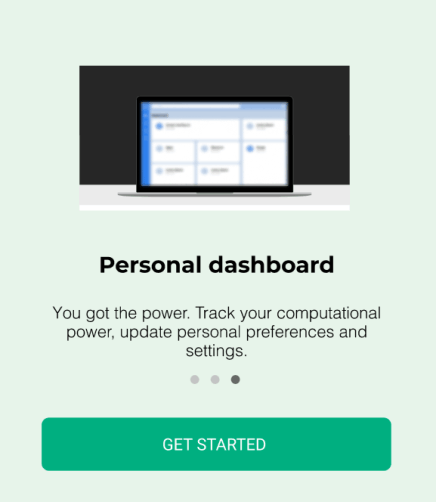 Personal dashboard
You got the power. Track your computational
power, update personal preferences and
settings.
GET STARTED